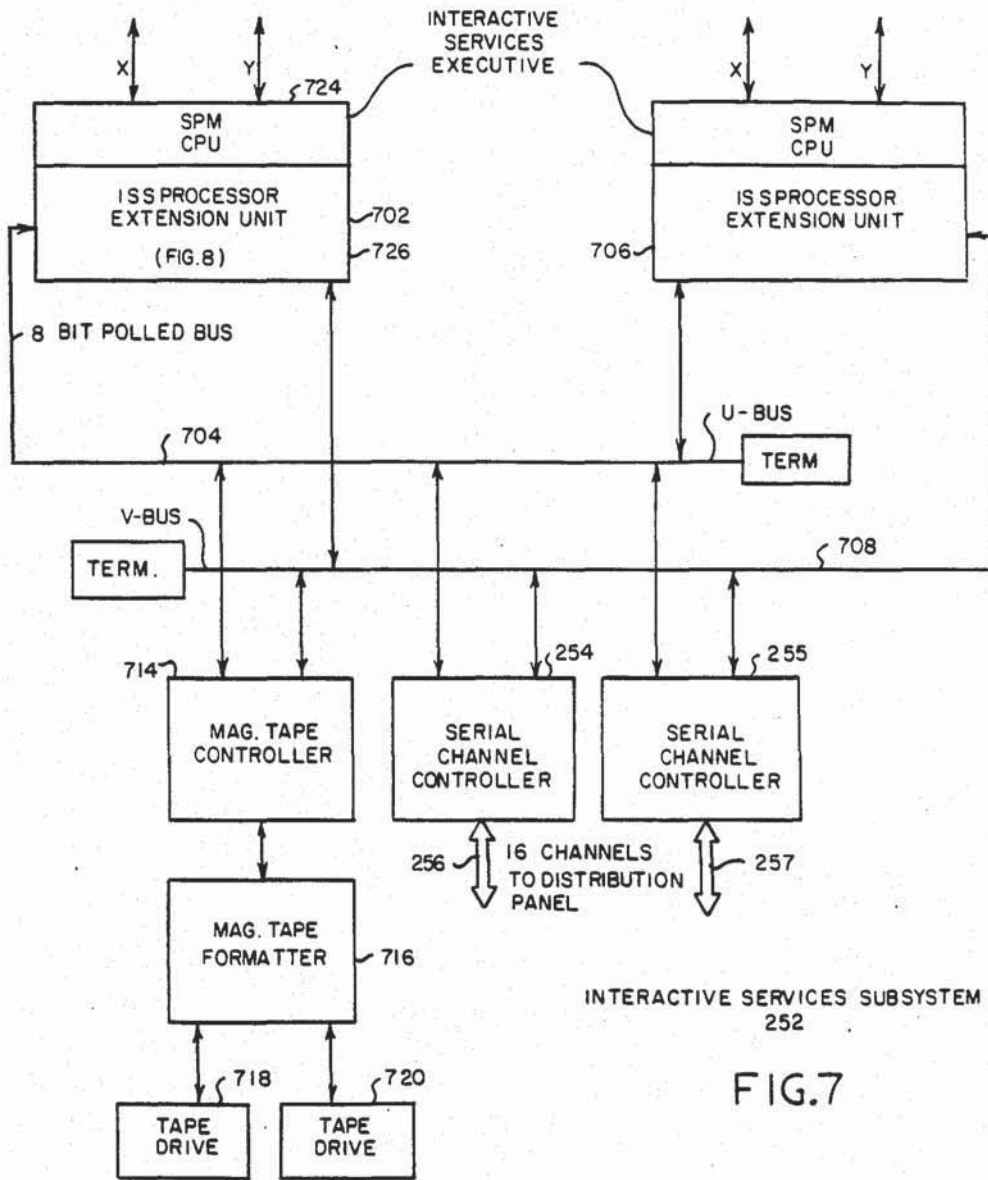 INTERACTIVE
SERVICES
EXECUTIVE
X
Y
724
SPM
CPU
ISS PROCESSOR
EXTENSION UNIT
(FIG.8)
702
726
X
Y
SPM
CPU
ISS PROCESSOR
EXTENSION UNIT
706
8 BIT POLLED BUS
704
U-BUS
TERM
V-BUS
TERM.
708
714
MAG. TAPE
CONTROLLER
254
SERIAL
CHANNEL
CONTROLLER
255
SERIAL
CHANNEL
CONTROLLER
256
16 CHANNELS
TO DISTRIBUTION
PANEL
257
MAG. TAPE
FORMATTER
716
INTERACTIVE SERVICES SUBSYSTEM
252
718
TAPE
DRIVE
720
TAPE
DRIVE
FIG.7